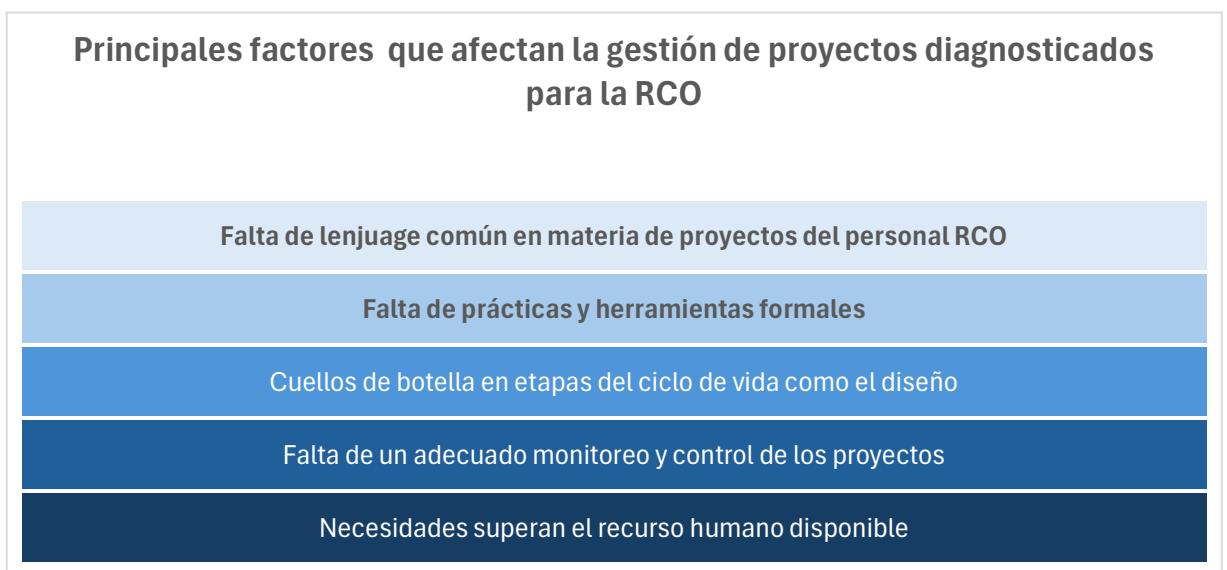 Principales factores que afectan la gestión de proyectos diagnosticados
para la RCO
Falta de lenjuage común en materia de proyectos del personal RCO
Falta de prácticas y herramientas formales
Cuellos de botella en etapas del ciclo de vida como el diseño
Falta de un adecuado monitoreo y control de los proyectos
Necesidades superan el recurso humano disponible